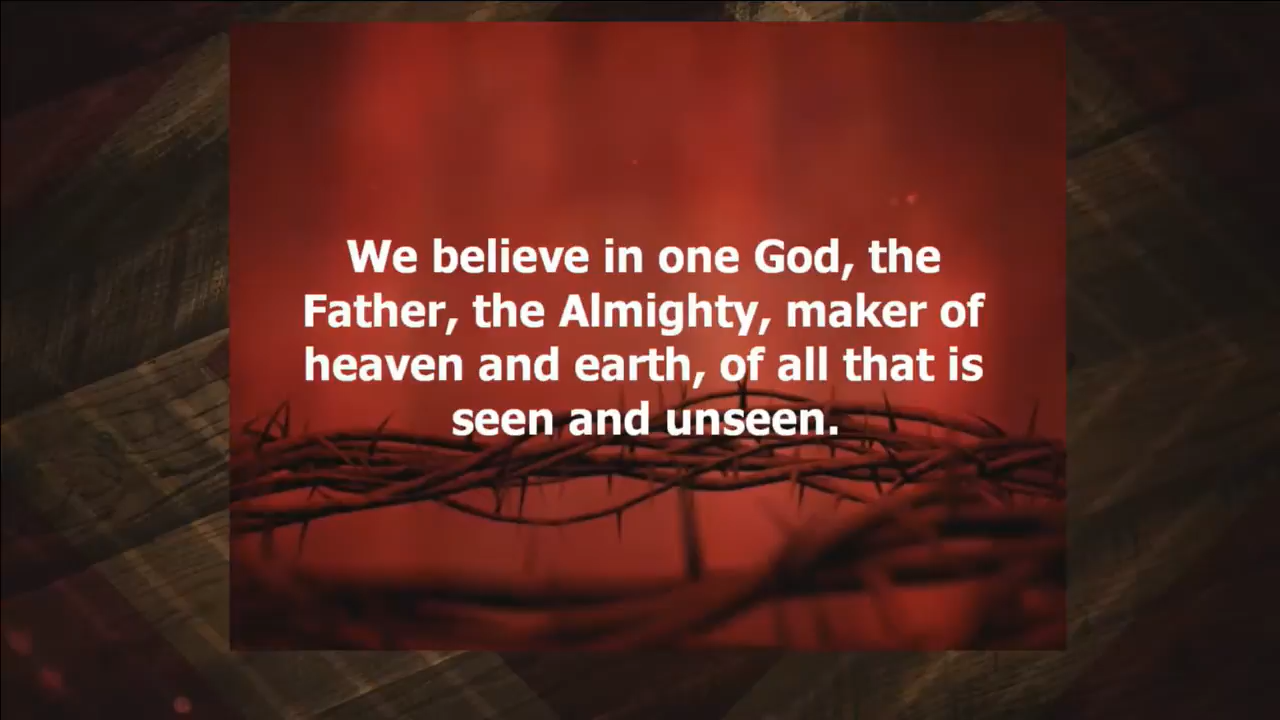 We believe in one God, the
Father, the Almighty, maker of
heaven and earth, of all that is
seen and unseen.